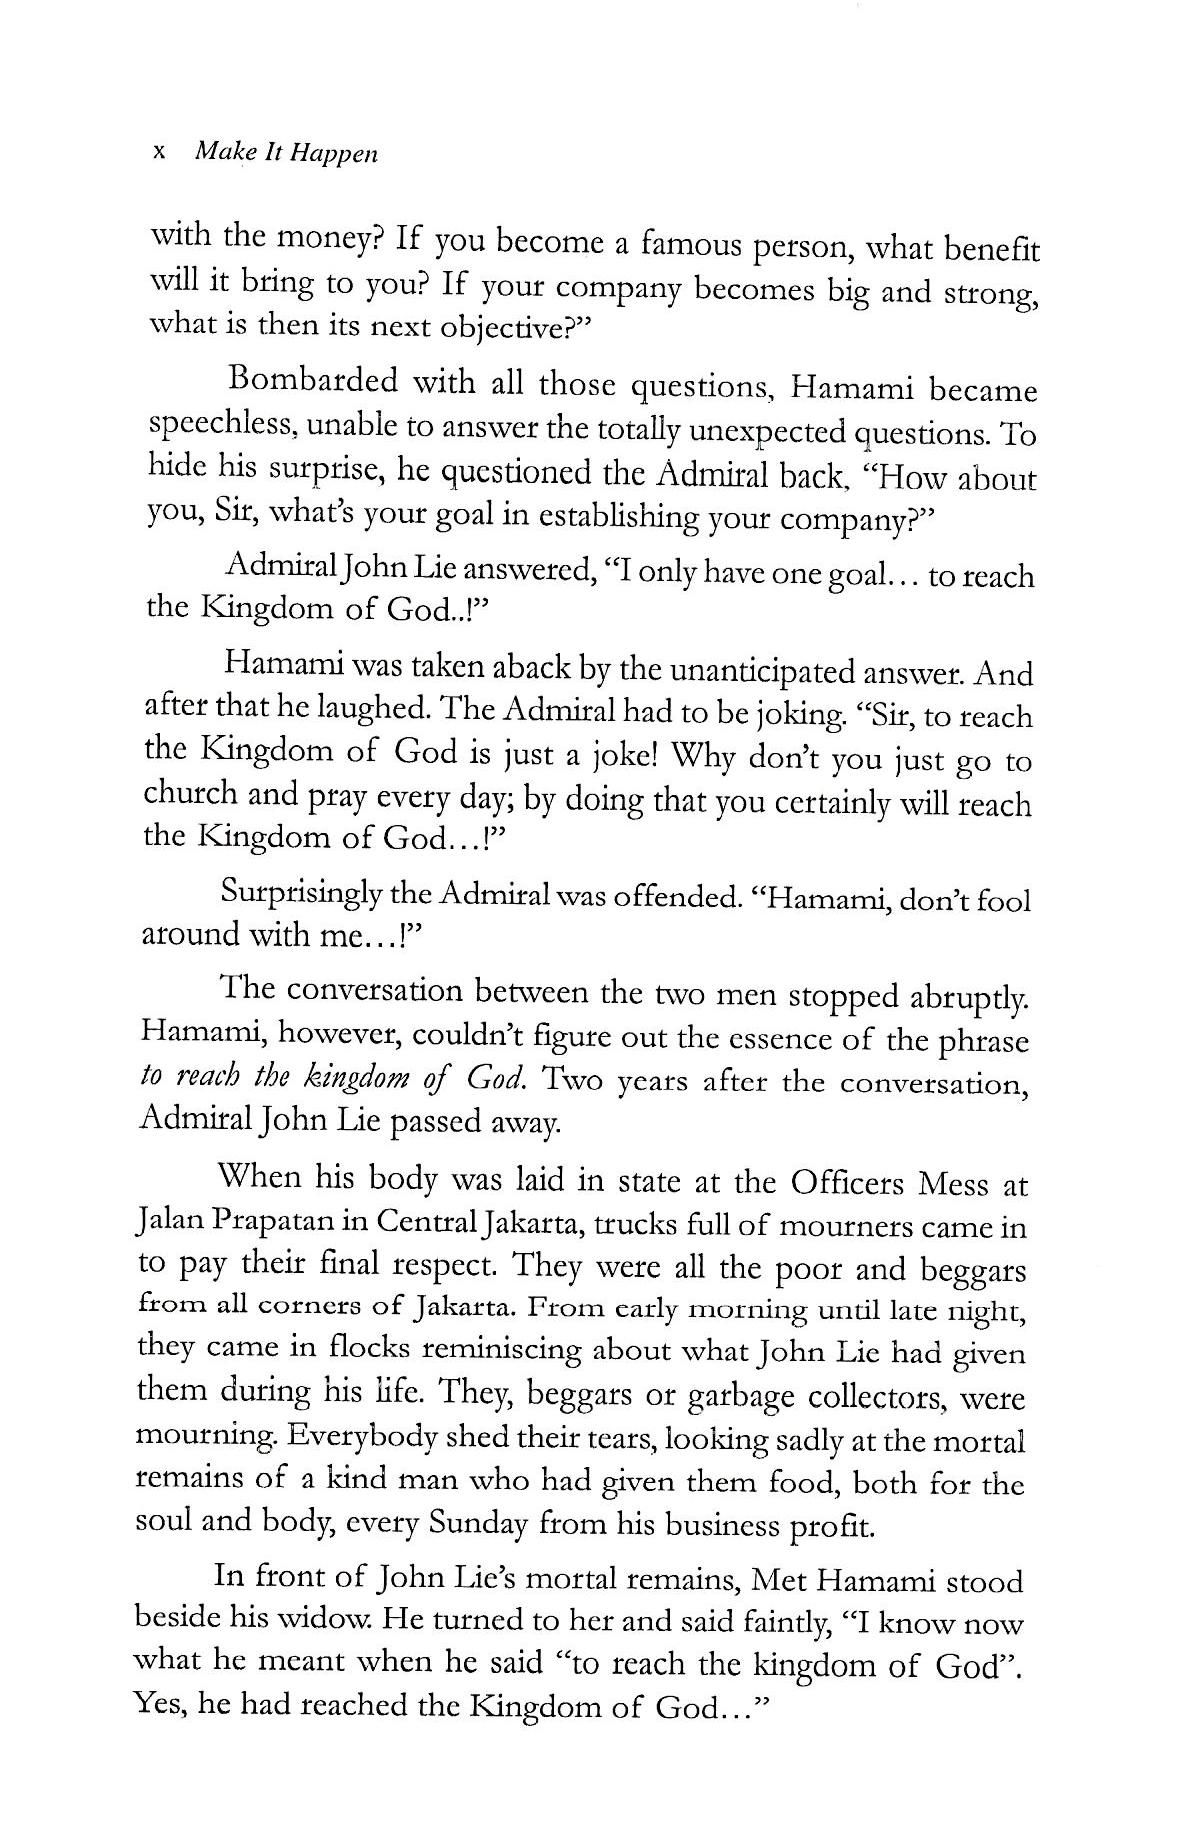 x Make It Happen
with the money? If you become a famous person, what benefit
will it bring to you? If your company becomes big and strong,
what is then its next objective?”
Bombarded with all those questions, Hamami became
speechless, unable to answer the totally unexpected questions. To
hide his surprise, he questioned the Admiral back, “How about
you, Sir, what’s your goal in establishing your company?”
Admiral John Lie answered, “I only have one goal... to reach
the Kingdom of God..!”
Hamami was taken aback by the unanticipated answer. And
after that he laughed. The Admiral had to be joking. “Sir, to reach
the Kingdom of God is just a joke! Why don’t you just go to
church and pray every day; by doing that you certainly will reach
the Kingdom of God...!”
Surprisingly the Admiral was offended. “Hamami, don’t fool
around with me...!”
The conversation between the two men stopped abruptly.
Hamami, however, couldn’t figure out the essence of the phrase
to reach the kingdom of God. Two years after the conversation,
Admiral John Lie passed away.
When his body was laid in state at the Officers Mess at
Jalan Prapatan in Central Jakarta, trucks full of mourners came in
to pay their final respect. They were all the poor and beggars
from all corners of Jakarta. From early morning until late night,
they came in flocks reminiscing about what John Lie had given
them during his life. They, beggars or garbage collectors, were
mourning. Everybody shed their tears, looking sadly at the mortal
remains of a kind man who had given them food, both for the
soul and body, every Sunday from his business profit.
In front of John Lie’s mortal remains, Met Hamami stood
beside his widow. He turned to her and said faintly, “I know now
what he meant when he said “to reach the kingdom of God”.
Yes, he had reached the Kingdom of God...”